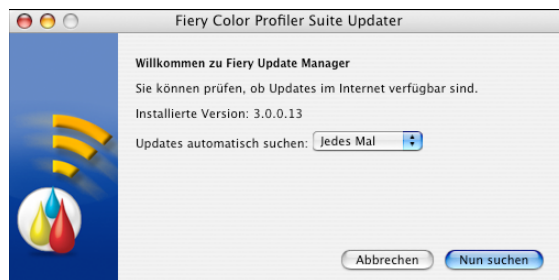 Fiery Color Profiler Suite Updater
Willkommen zu Fiery Update Manager
Sie können prüfen, ob Updates im Internet verfügbar sind.
Installierte Version: 3.0.0.13
Updates automatisch suchen: Jedes Mal
Abbrechen Nun suchen